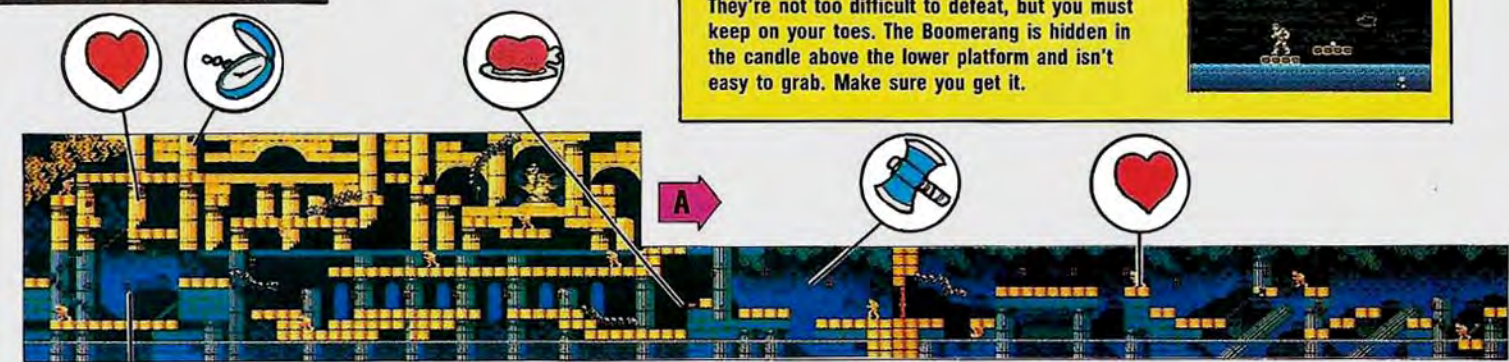 They're not too difficult to defeat, but you must
keep on your toes. The Boomerang is hidden in
the candle above the lower platform and isn't
easy to grab. Make sure you get it.
A